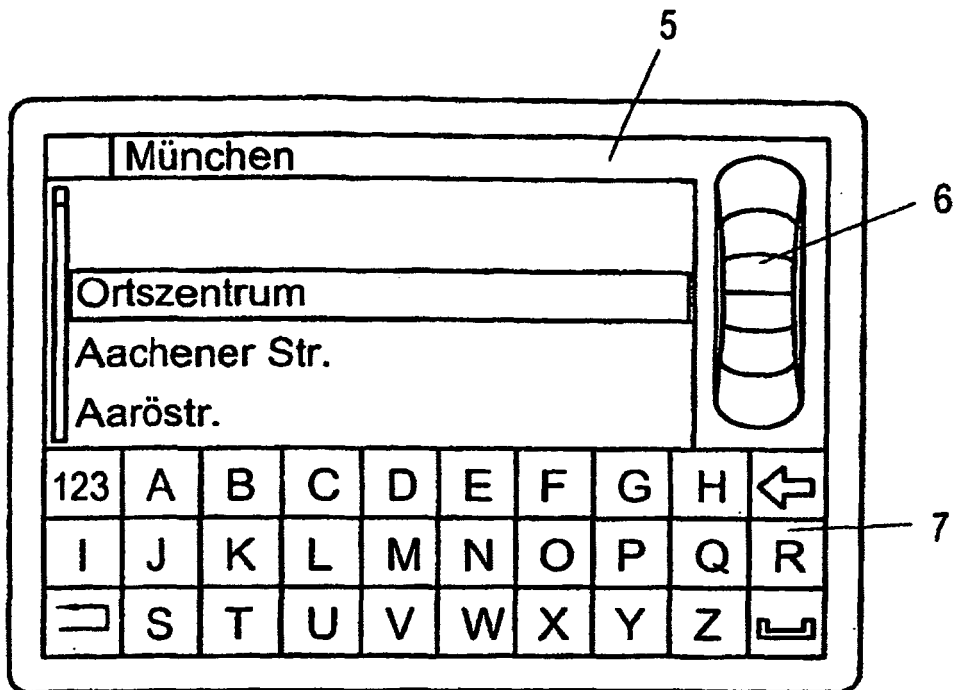 5
München
6
Ortszentrum
Aachener Str.
Aaröstr.
123 A B C D E F G H
7
I J K L M N O P Q R
S T U V W X Y Z